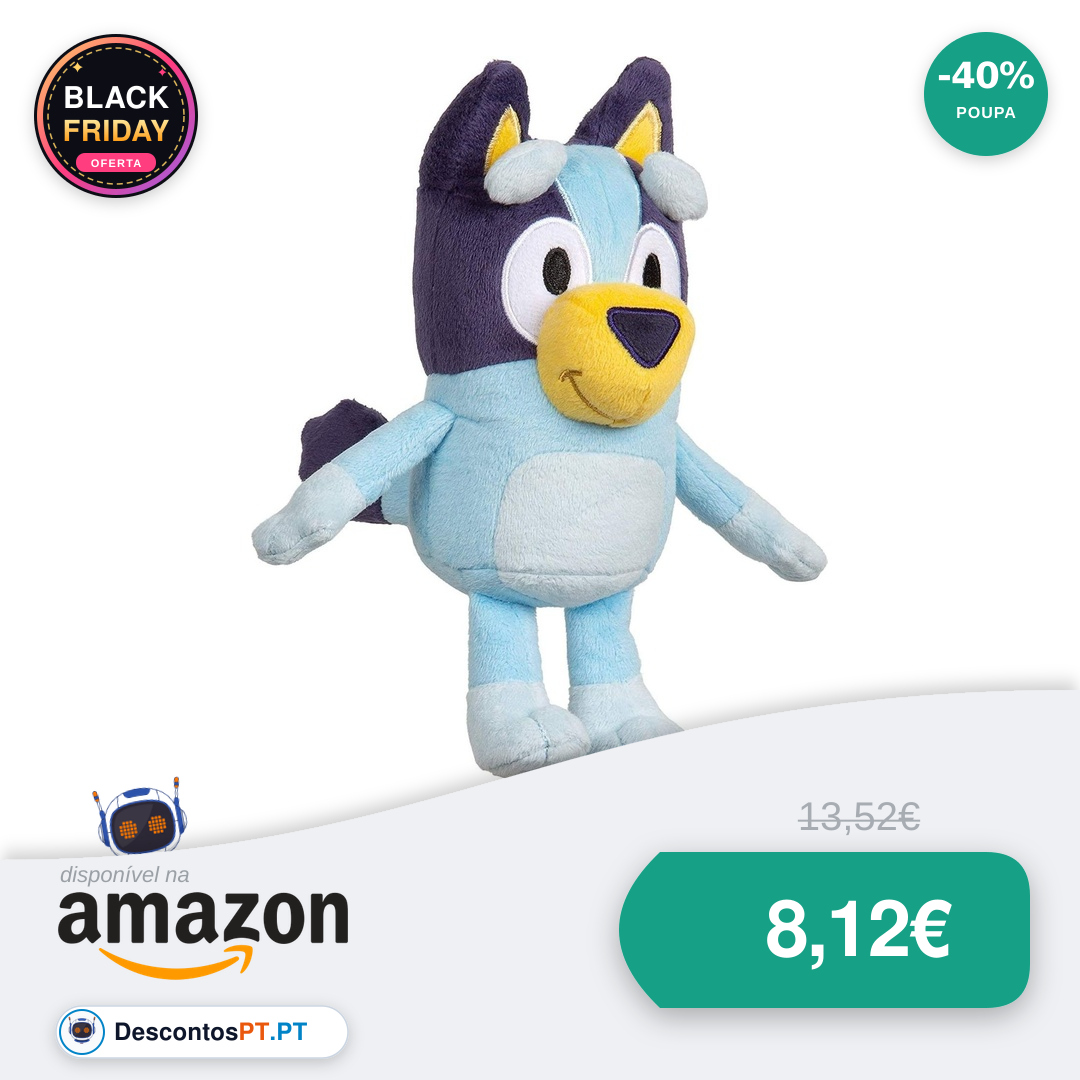 BLACK
FRIDAY
OFERTA
-40%
POUPA
13,52€
8,12€
disponível na
amazon
DescontosPT.PT